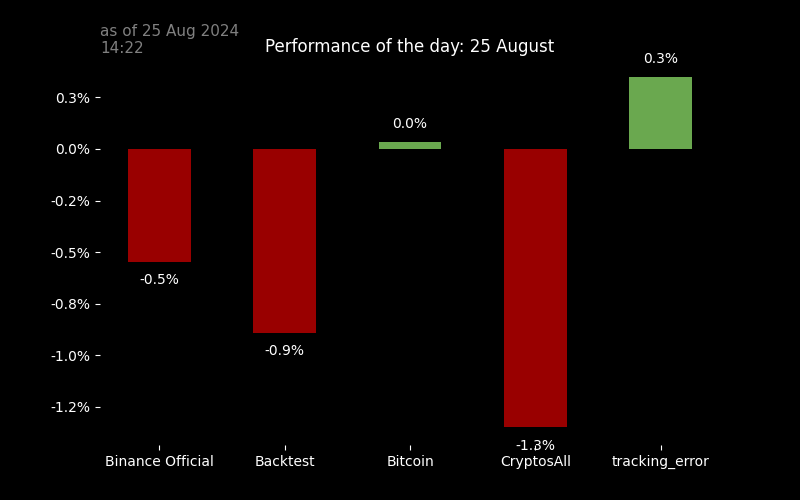 as of 25 Aug 2024
14:22
Performance of the day: 25 August
0.3%
0.0%
-0.2%
-0.5%
-0.8%
-1.0%
-1.2%
-0.5%
-0.9%
0.0%
-1.3%
0.3%
Binance Official
Backtest
Bitcoin
CryptosAll
tracking_error